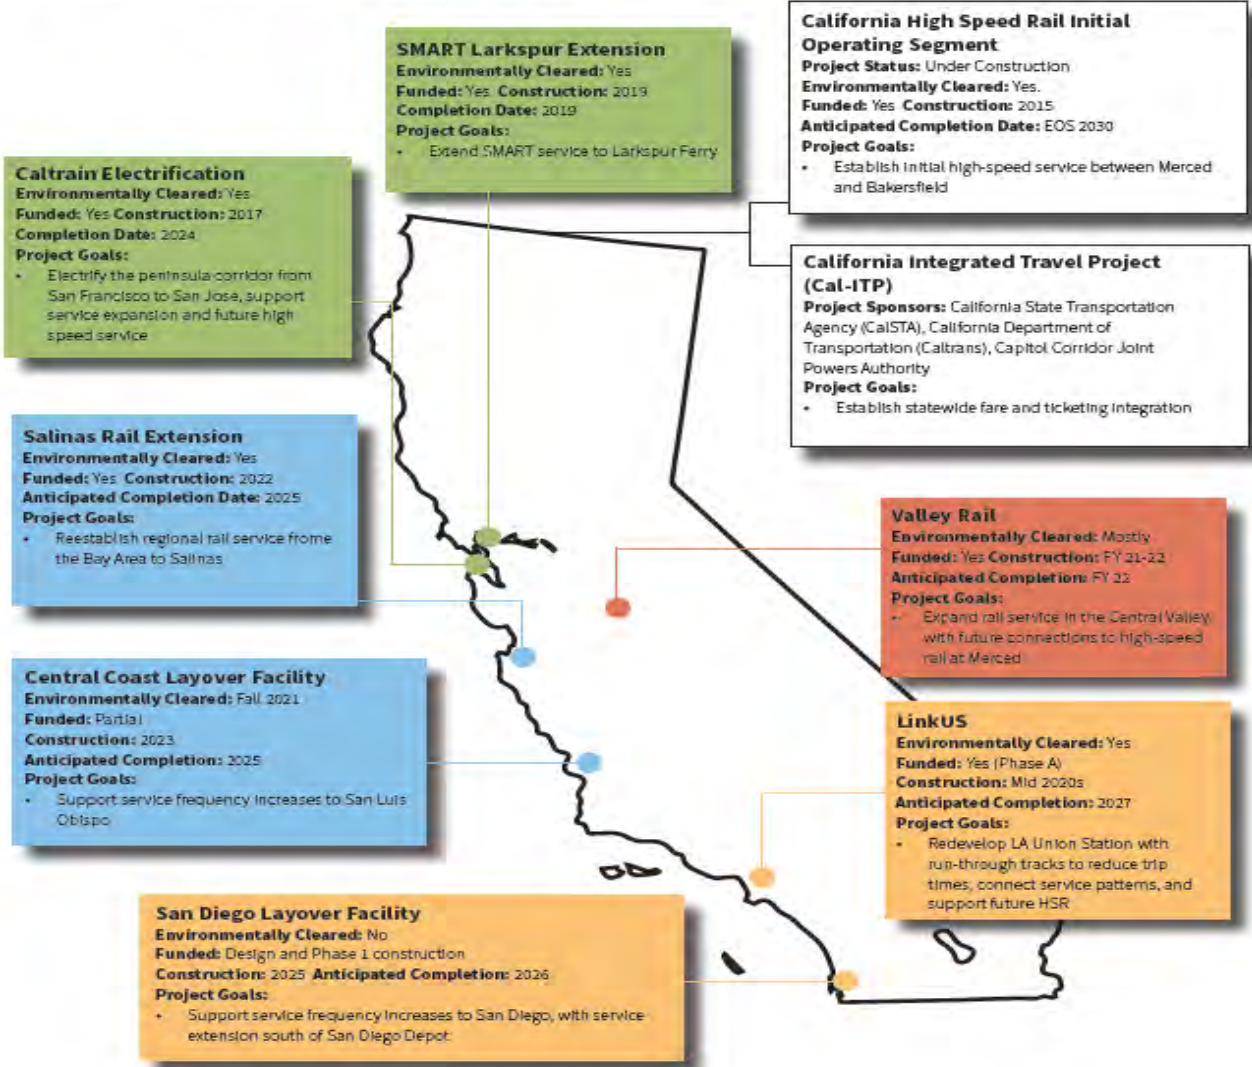 SMART Larkspur Extension
Environmentally Cleared: Yes
Funded: Yes Construction: 2019
Completion Date: 2019
Project Goals:
• Extend SMART service to Larkspur Ferry
California High Speed Rail Initial
Operating Segment
Project Status: Under Construction
Environmentally Cleared: Yes.
Funded: Yes Construction: 2015
Anticipated Completion Date: EOS 2030
Project Goals:
• Establish initial high-speed service between Merced
and Bakersfield
Caltrain Electrification
Environmentally Cleared: Yes
Funded: Yes Construction: 2017
Completion Date: 2024
Project Goals:
• Electrify the peninsula corridor from
San Francisco to San Jose, support
service expansion and future high
speed service
California Integrated Travel Project
(Cal-ITP)
Project Sponsors: California State Transportation
Agency (CalSTA), California Department of
Transportation (Caltrans), Capitol Corridor Joint
Powers Authority
Project Goals:
• Establish statewide fare and ticketing integration
Salinas Rail Extension
Environmentally Cleared: Yes
Funded: Yes Construction: 2022
Anticipated Completion Date: 2025
Project Goals:
• Reestablish regional rail service frome
the Bay Area to Salinas
Valley Rail
Environmentally Cleared: Mostly
Funded: Yes Construction: FY 21-22
Anticipated Completion: FY 22
Project Goals:
• Expand rail service in the Central Valley,
with future connections to high-speed
rail at Merced
Central Coast Layover Facility
Environmentally Cleared: Fall 2021
Funded: Partial
Construction: 2023
Anticipated Completion: 2025
Project Goals:
• Support service frequency increases to San Luis
Obispo
LinkUS
Environmentally Cleared: Yes
Funded: Yes (Phase A)
Construction: Mid 2020s
Anticipated Completion: 2027
Project Goals:
• Redevelop LA Union Station with
run-through tracks to reduce trip
times, connect service patterns, and
support future HSR
San Diego Layover Facility
Environmentally Cleared: No
Funded: Design and Phase 1 construction
Construction: 2025 Anticipated Completion: 2026
Project Goals:
• Support service frequency increases to San Diego, with service
extension south of San Diego Depot